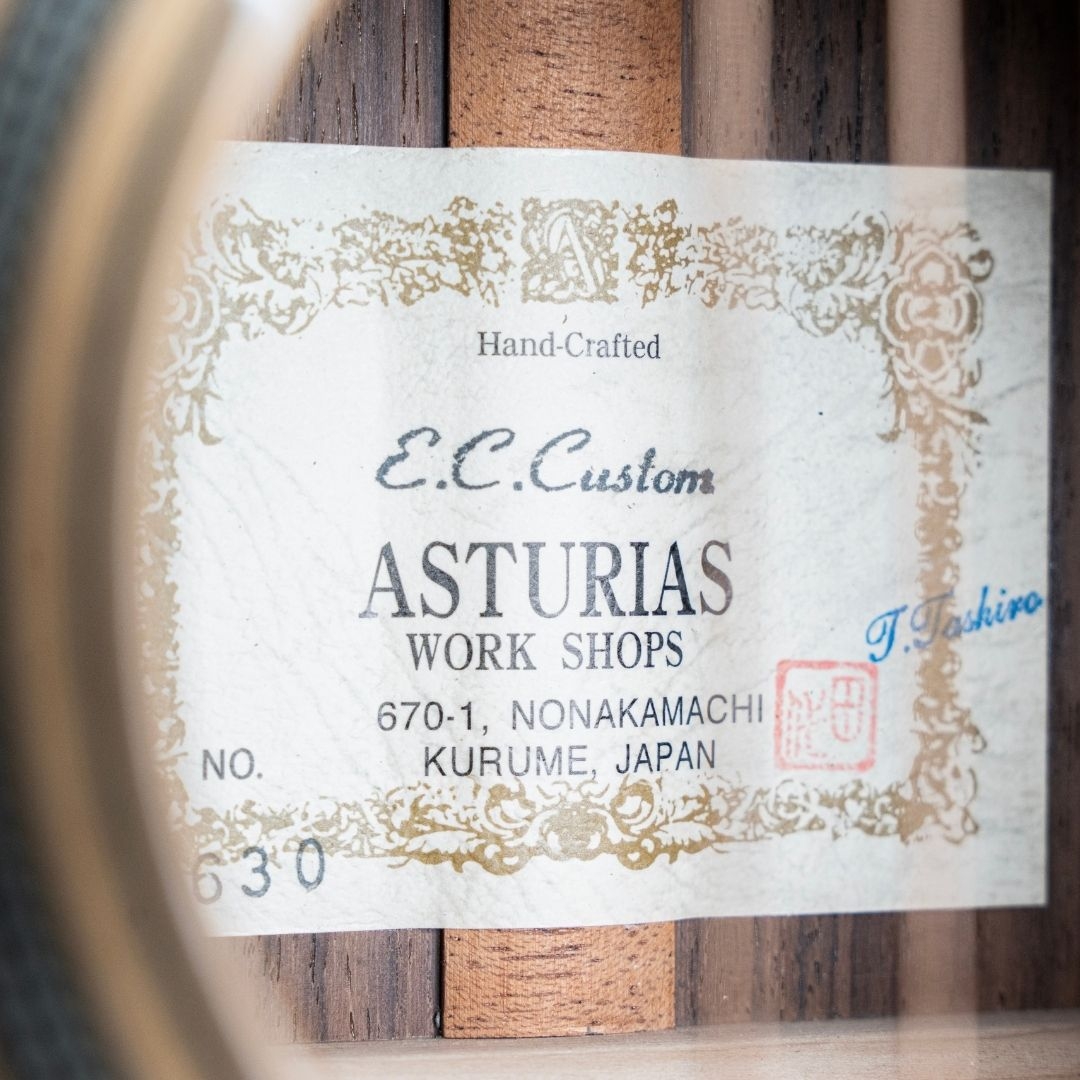 A
Hand-Crafted
E.C.Custom
ASTURIAS
WORK SHOPS
T.Tashiro
670-1, NONAKAMACHI
KURUME, JAPAN
NO.
630